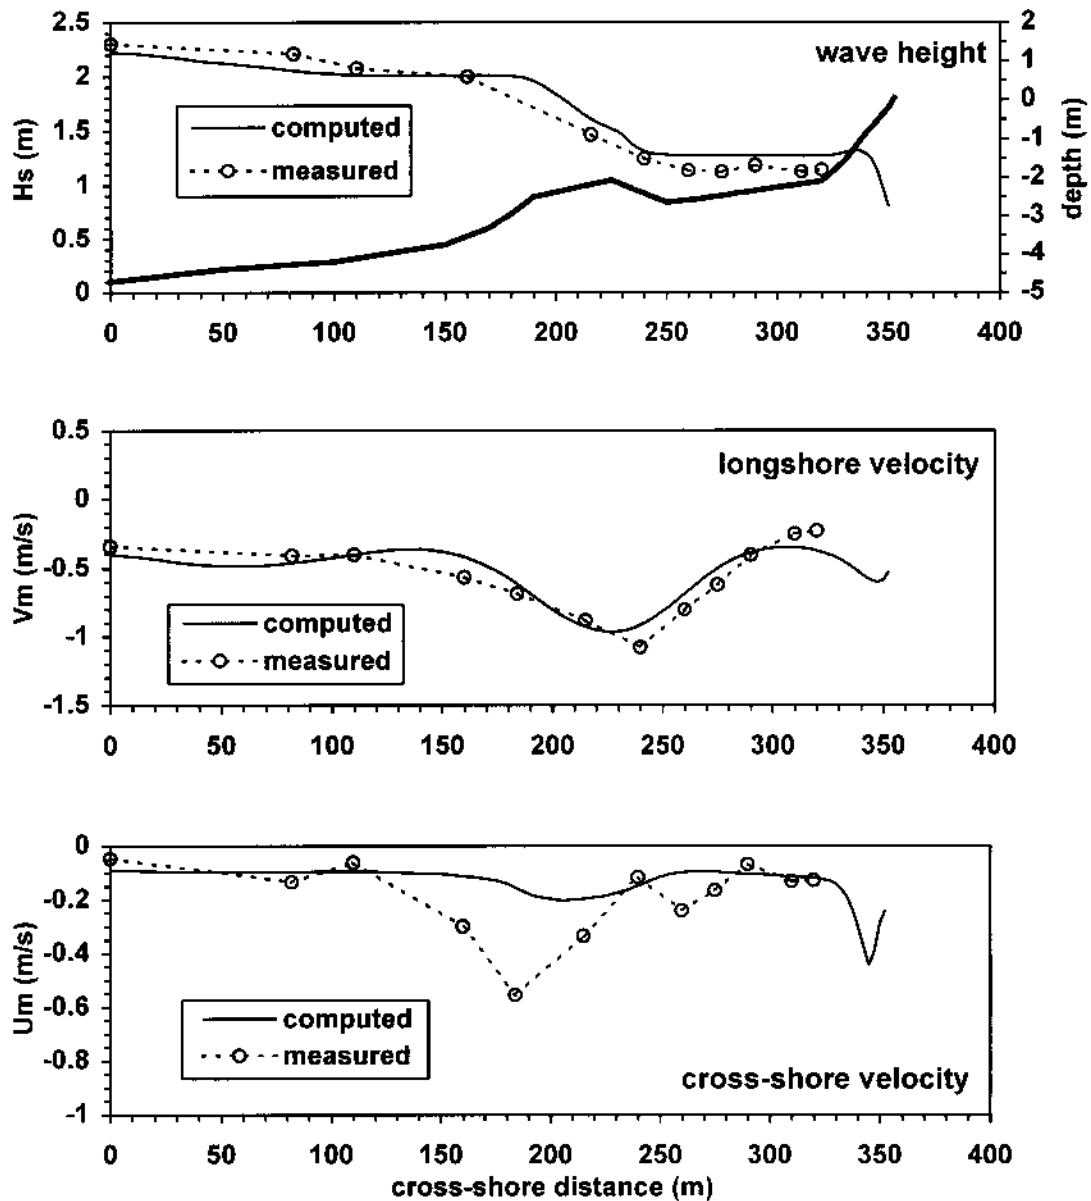 2.5
2
1.5
1
0.5
0
Hs (m)
wave height
computed
measured
2
1
0
-1
-2
-3
-4
-5
depth (m)
0 50 100 150 200 250 300 350 400
0.5
0
-0.5
-1
-1.5
Vm (m/s)
longshore velocity
computed
measured
0 50 100 150 200 250 300 350 400
0
-0.2
-0.4
-0.6
-0.8
-1
Um (m/s)
computed
measured
cross-shore velocity
0 50 100 150 200 250 300 350 400
cross-shore distance (m)